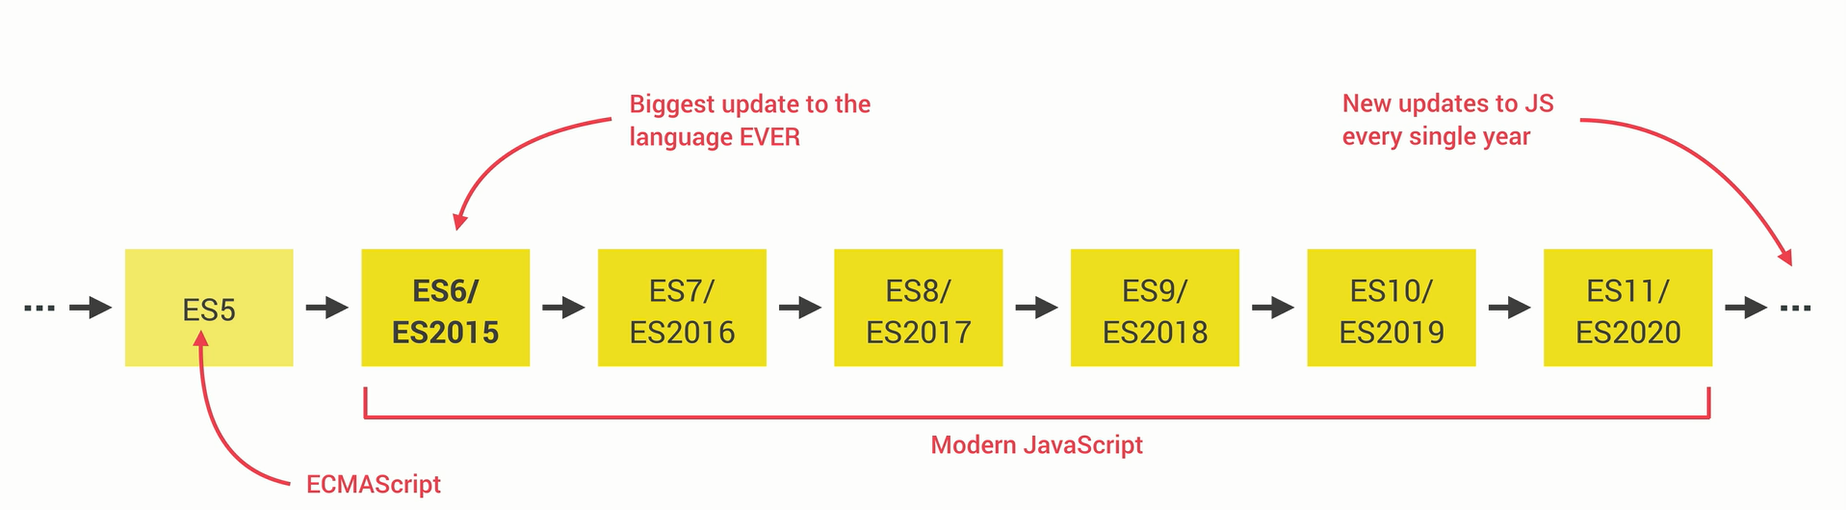 Biggest update to the
language EVER
New updates to JS
every single year
...
ES5
ES6/
ES2015
ES7/
ES2016
ES8/
ES2017
ES9/
ES2018
ES10/
ES2019
ES11/
ES2020
...
Modern JavaScript
ECMAScript